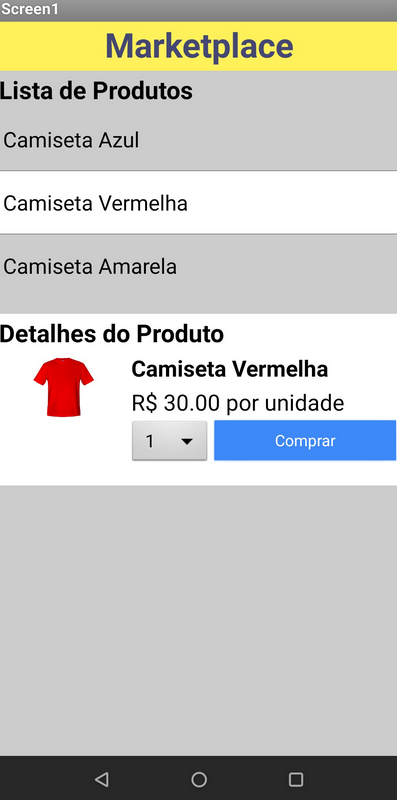 Screen1
Marketplace
Lista de Produtos
Camiseta Azul
Camiseta Vermelha
Camiseta Amarela
Detalhes do Produto
Camiseta Vermelha
R$ 30.00 por unidade
1
Comprar